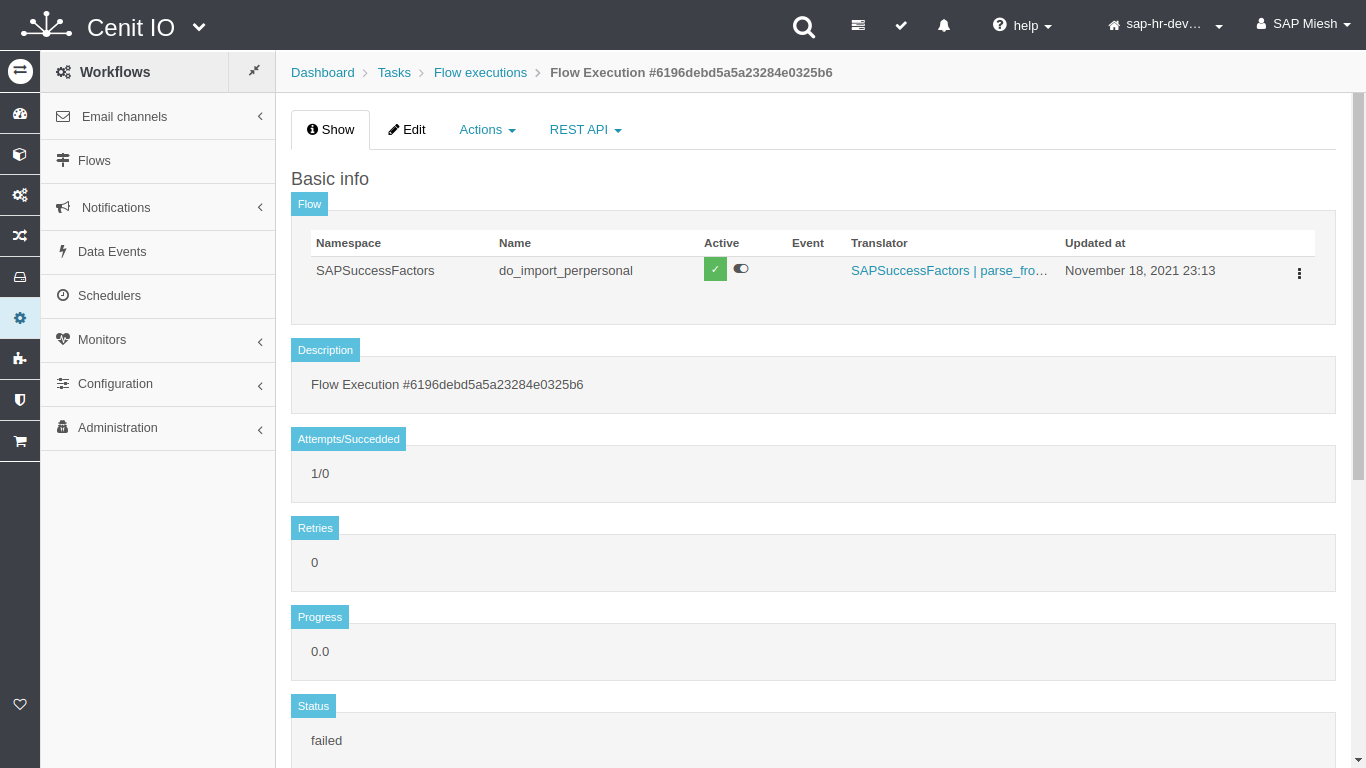 Cenit IO
help
sap-hr-dev…
SAP Miesh
Workflows
Email channels
Flows
Notifications
Data Events
Schedulers
Monitors
Configuration
Administration
Dashboard Tasks Flow executions Flow Execution #6196debd5a5a23284e0325b6
Show Edit Actions REST API
Basic info
Flow
Namespace Name Active Event Translator Updated at
SAPSuccessFactors do_import_perpersonal SAPSuccessFactors | parse_fro… November 18, 2021 23:13
Description
Flow Execution #6196debd5a5a23284e0325b6
Attempts/Succedded
1/0
Retries
0
Progress
0.0
Status
failed